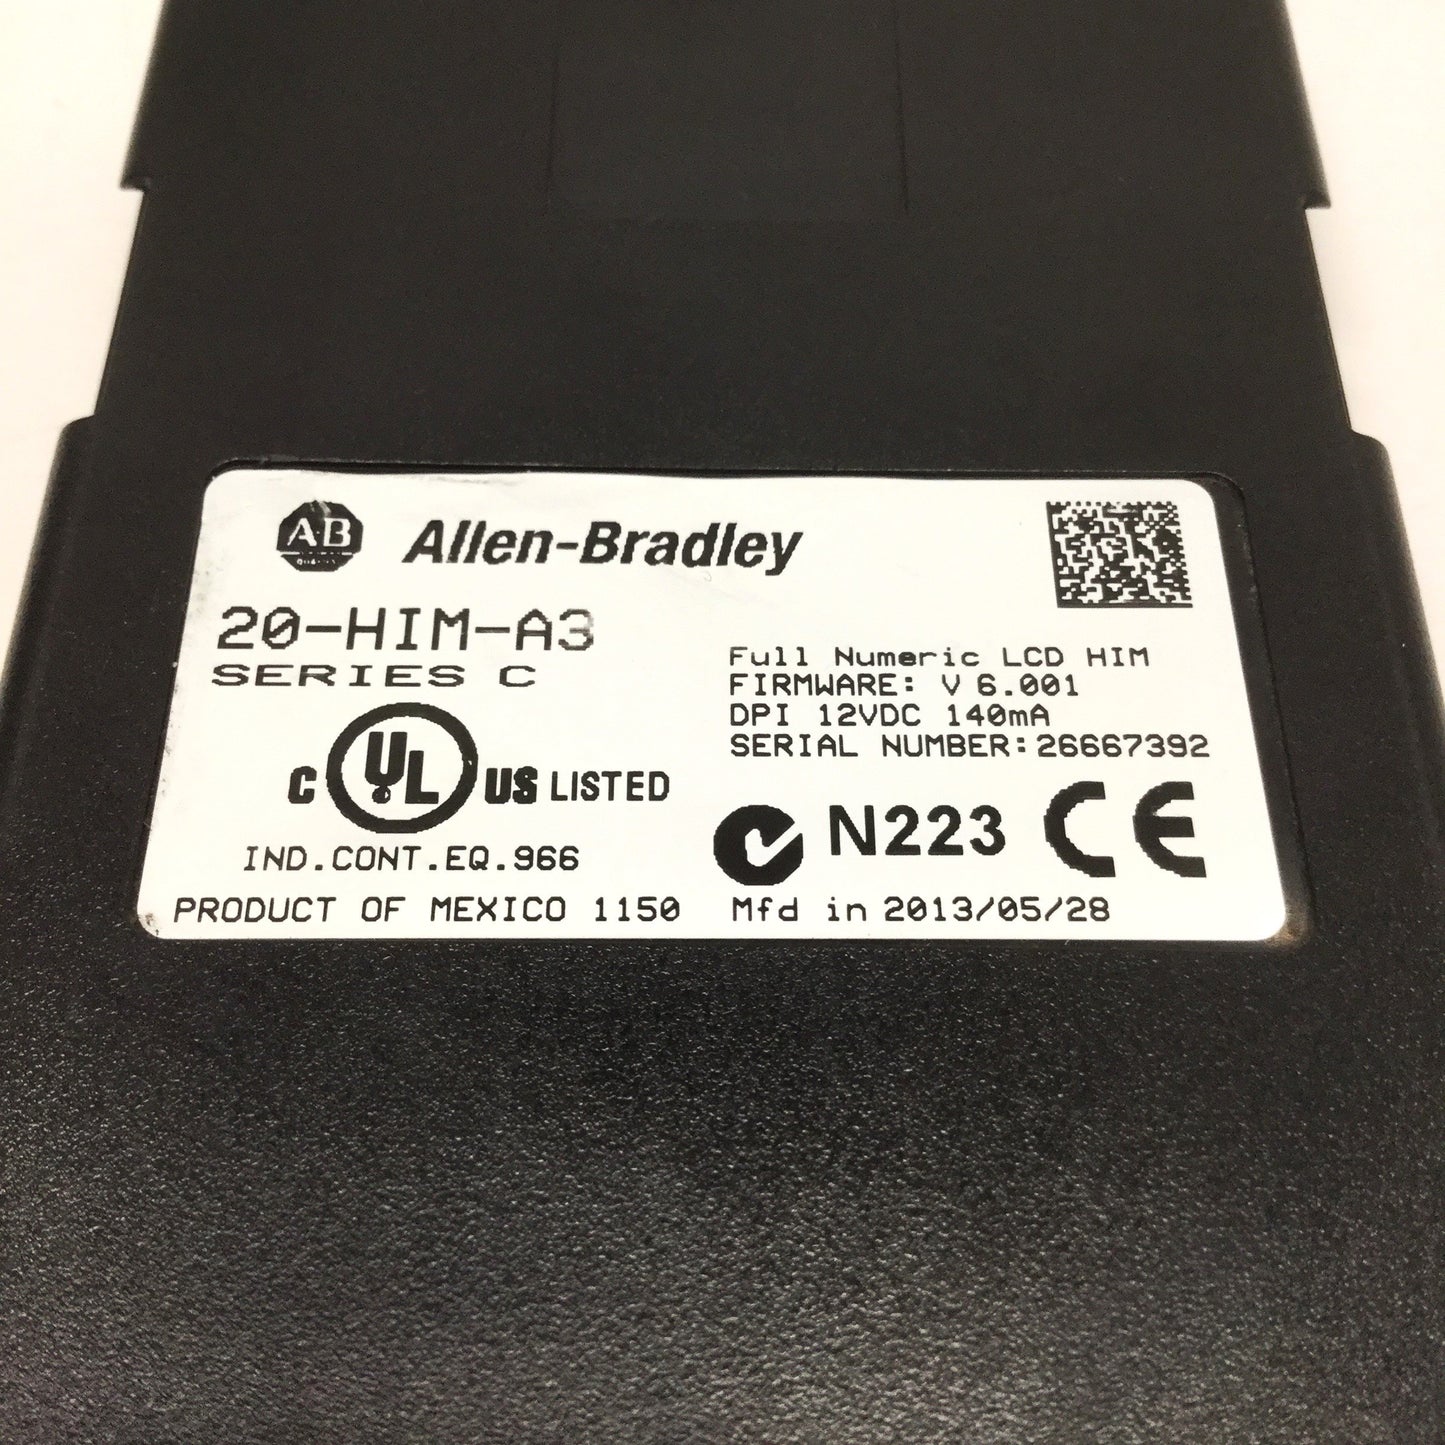 A·B
QUALITY
Allen-Bradley
20-HIM-A3
SERIES C
Full Numeric LCD HIM
FIRMWARE: V 6.001
DPI 12VDC 140mA
SERIAL NUMBER: 26667392
C UL US LISTED
IND.CONT.EQ.966
N223 CE
PRODUCT OF MEXICO 1150
Mfd in 2013/05/28